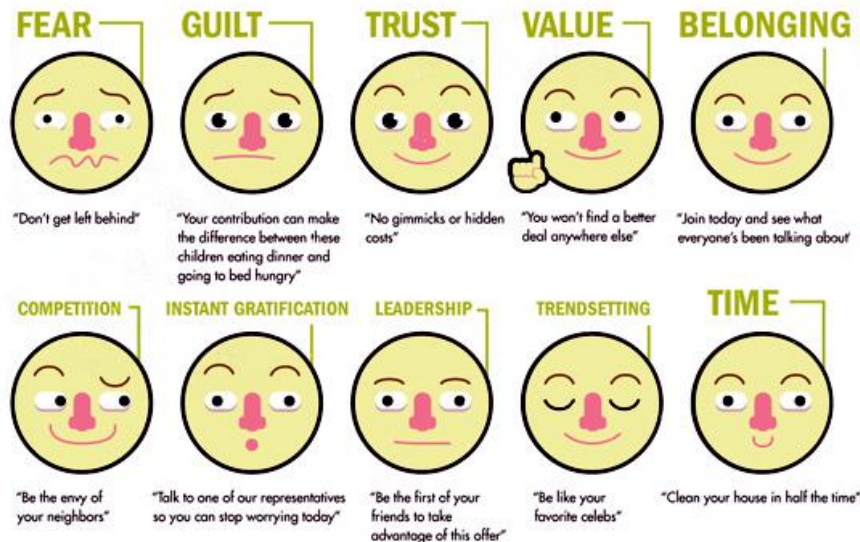 FEAR
GUILT
TRUST
VALUE
BELONGING
"Don't get left behind"
"Your contribution can make
the difference between these
children eating dinner and
going to bed hungry"
"No gimmicks or hidden
costs"
"You won't find a better
deal anywhere else"
"Join today and see what
everyone's been talking about"
COMPETITION
INSTANT GRATIFICATION
LEADERSHIP
TRENDSETTING
TIME
"Be the envy of
your neighbors"
"Talk to one of our representatives
so you can stop worrying today"
"Be the first of your
friends to take
advantage of this offer"
"Be like your
favorite celebs"
"Clean your house in half the time"